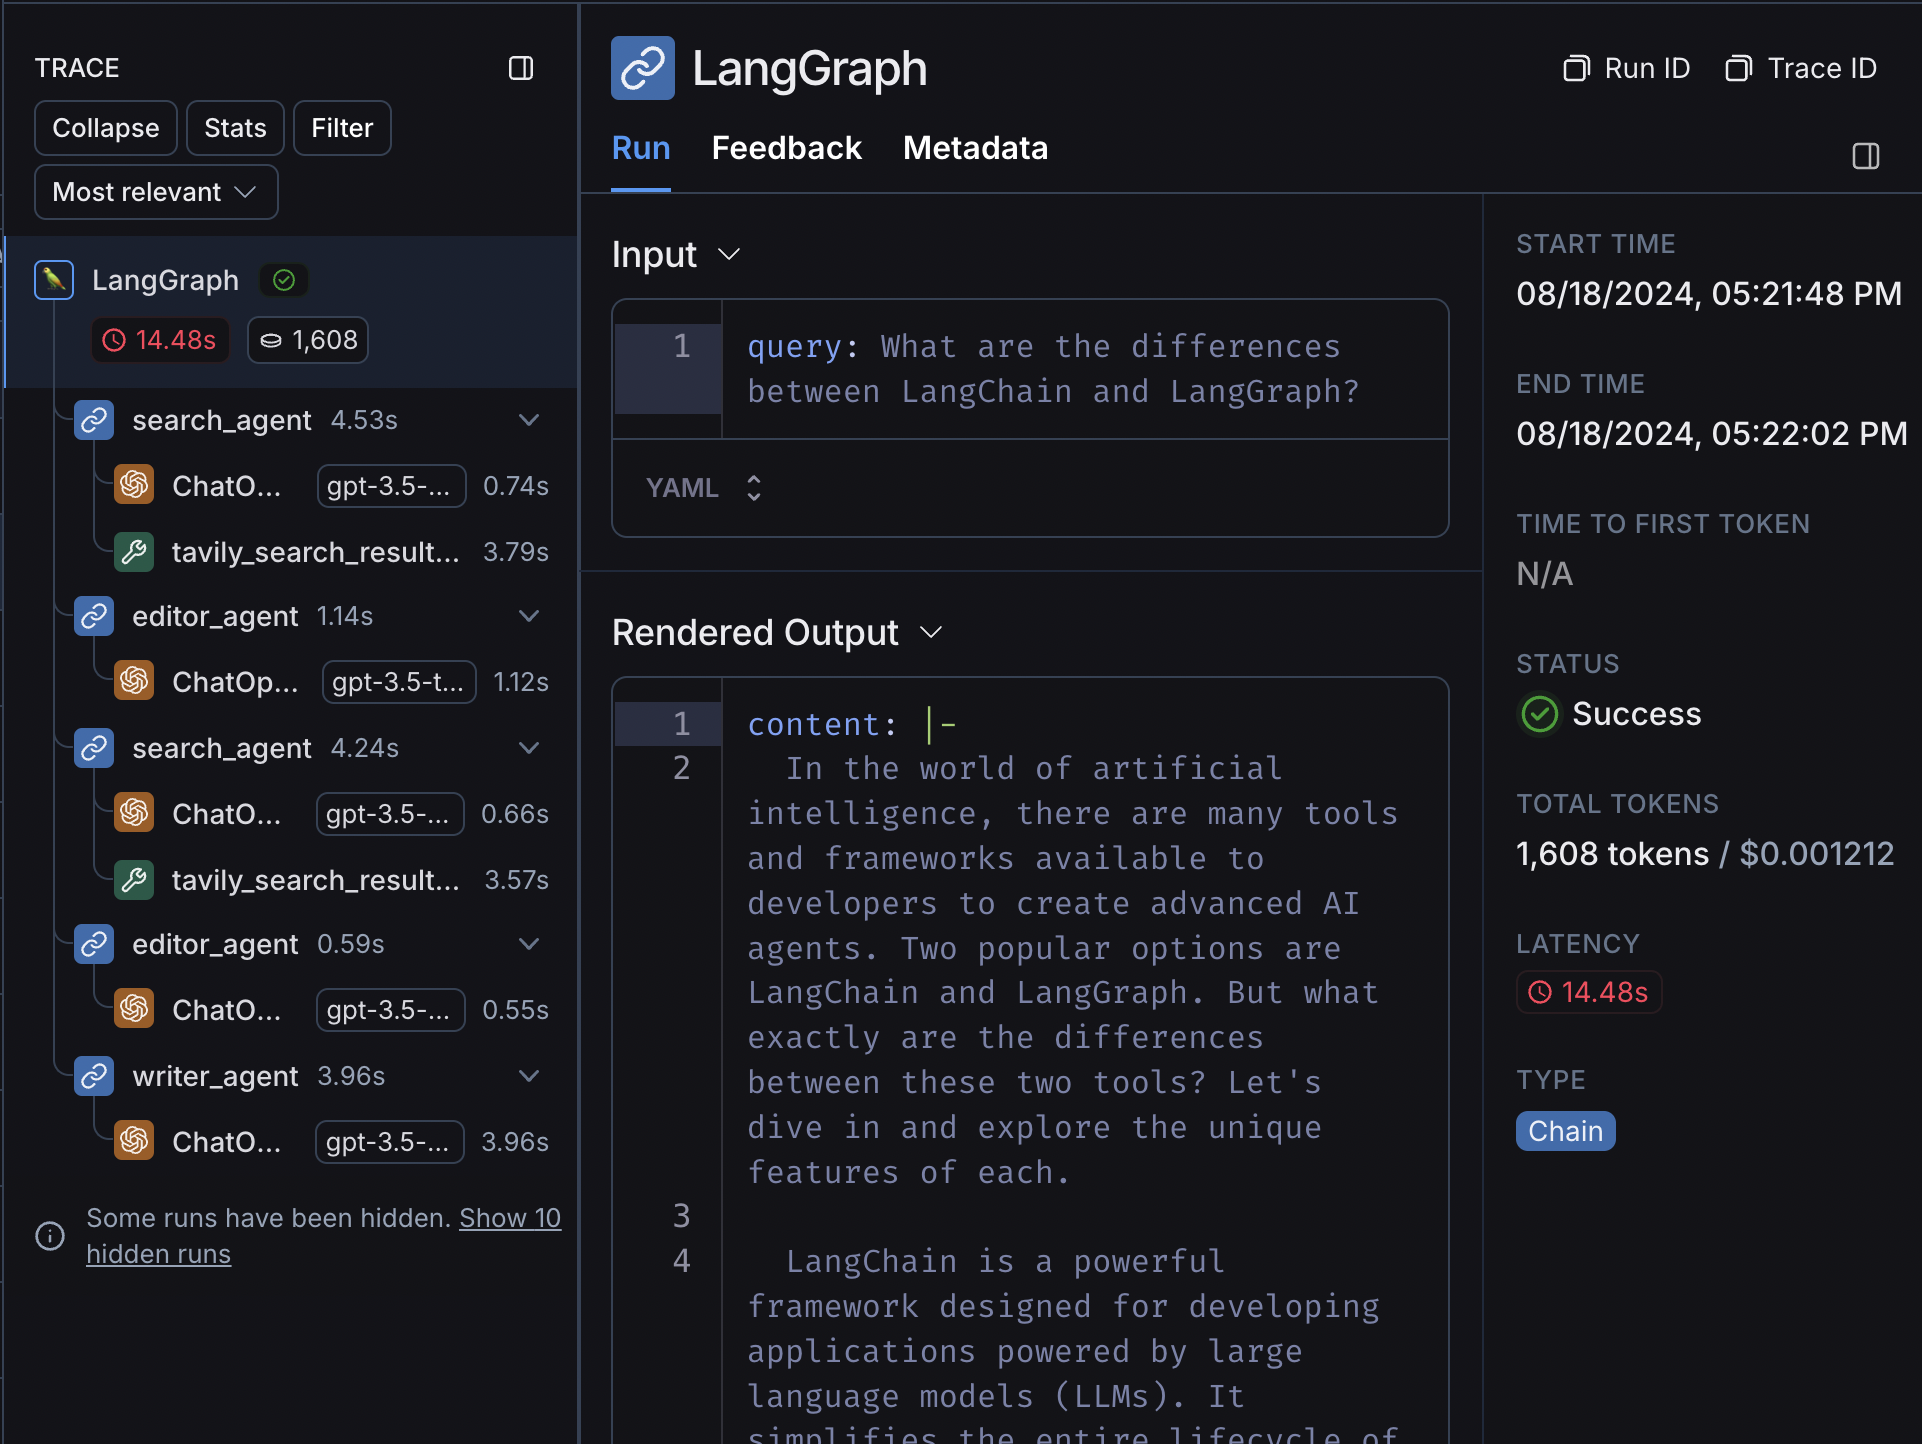 TRACE
Collapse
Stats
Filter
Most relevant
LangGraph
14.48s
1,608
search_agent 4.53s
ChatO... gpt-3.5-... 0.74s
tavily_search_result... 3.79s
editor_agent 1.14s
ChatOp... gpt-3.5-t... 1.12s
search_agent 4.24s
ChatO... gpt-3.5-... 0.66s
tavily_search_result... 3.57s
editor_agent 0.59s
ChatO... gpt-3.5-... 0.55s
writer_agent 3.96s
ChatO... gpt-3.5-... 3.96s
Some runs have been hidden. Show 10
hidden runs
LangGraph
Run ID
Trace ID
Run
Feedback
Metadata
Input
1 query: What are the differences
between LangChain and LangGraph?
YAML
Rendered Output
1 content: |-
2 In the world of artificial
intelligence, there are many tools
and frameworks available to
developers to create advanced AI
agents. Two popular options are
LangChain and LangGraph. But what
exactly are the differences
between these two tools? Let's
dive in and explore the unique
features of each.
3
4 LangChain is a powerful
framework designed for developing
applications powered by large
language models (LLMs). It
simplifies the entire lifecycle of
START TIME
08/18/2024, 05:21:48 PM
END TIME
08/18/2024, 05:22:02 PM
TIME TO FIRST TOKEN
N/A
STATUS
Success
TOTAL TOKENS
1,608 tokens / $0.001212
LATENCY
14.48s
TYPE
Chain